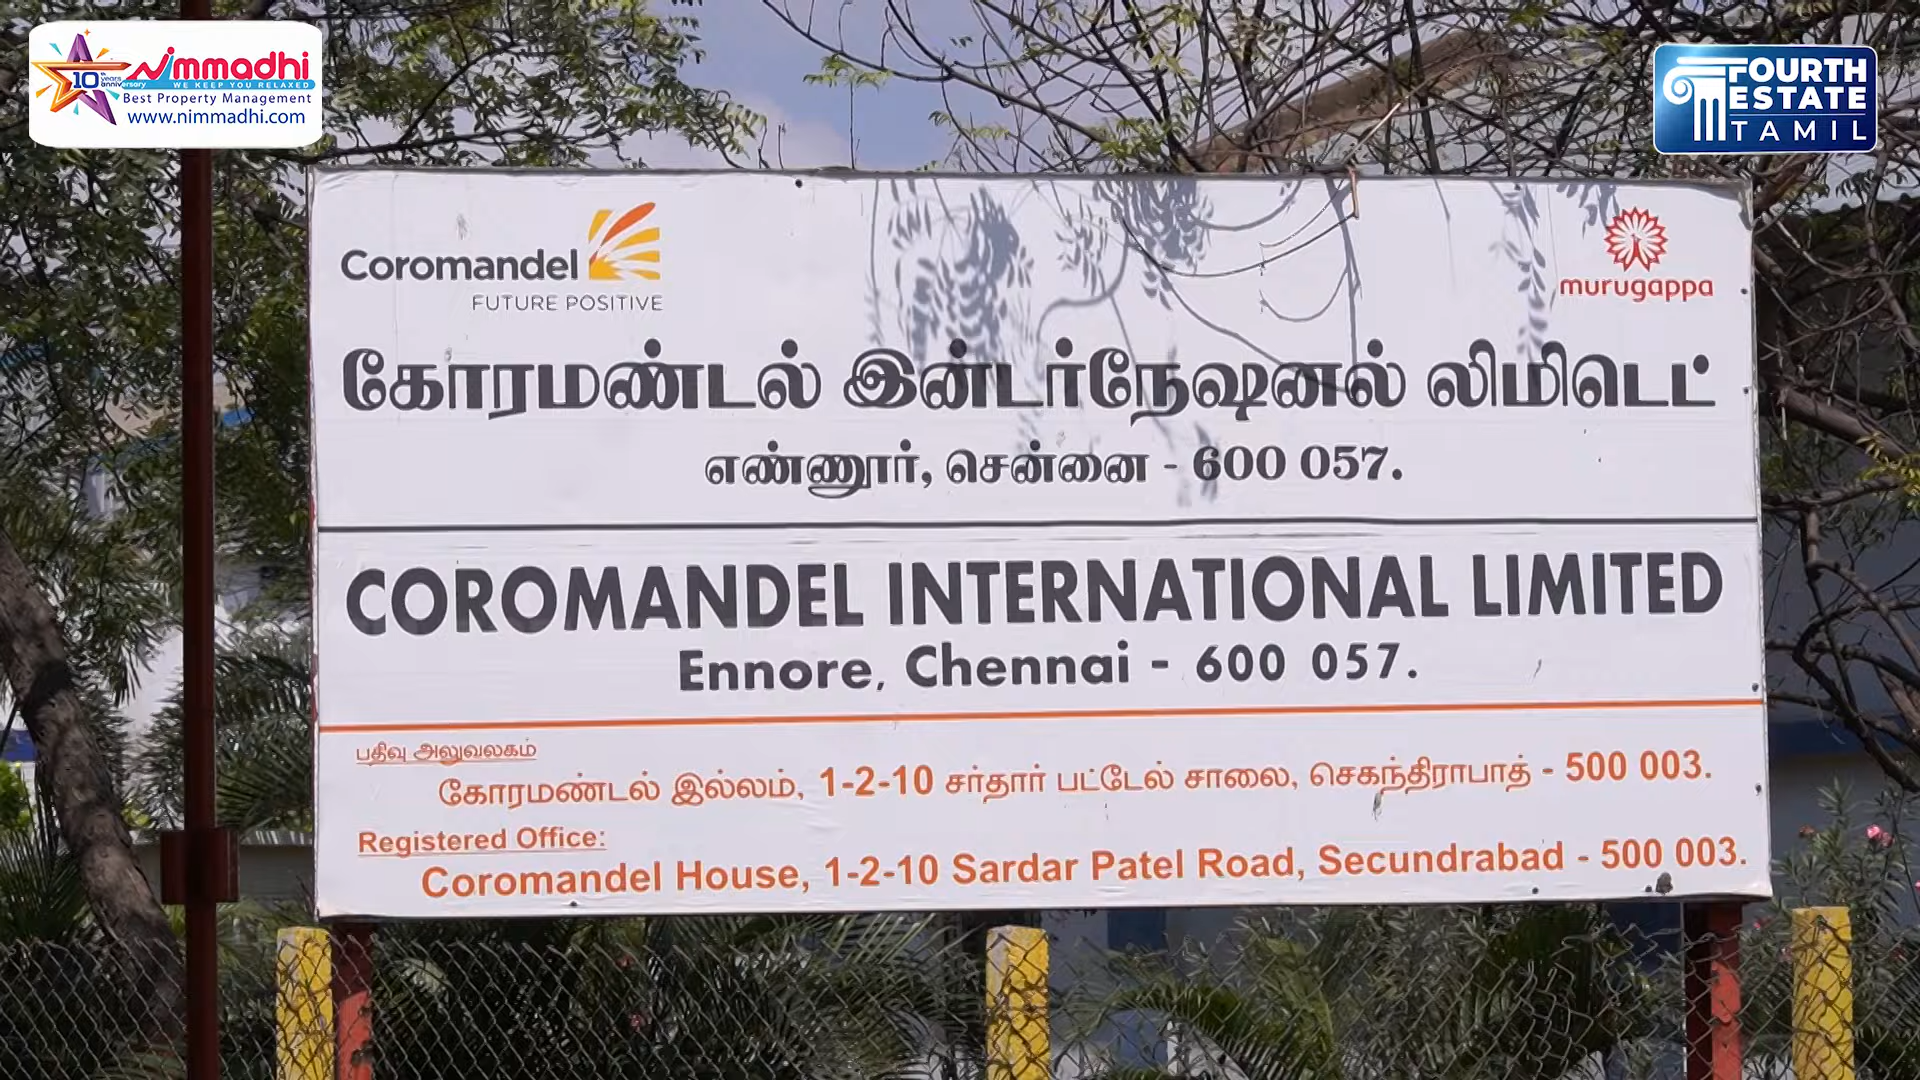 10th years anniversary
Nimmadhi
WE KEEP YOU RELAXED
Best Property Management
www.nimmadhi.com
FOURTH
ESTATE
TAMIL
Coromandel
FUTURE POSITIVE
murugappa
கோரமண்டல் இன்டர்நேஷனல் லிமிடெட்
எண்ணூர், சென்னை - 600 057.
COROMANDEL INTERNATIONAL LIMITED
Ennore, Chennai - 600 057.
பதிவு அலுவலகம்
கோரமண்டல் இல்லம், 1-2-10 சர்தார் பட்டேல் சாலை, செகந்திராபாத் - 500 003.
Registered Office:
Coromandel House, 1-2-10 Sardar Patel Road, Secundrabad - 500 003.